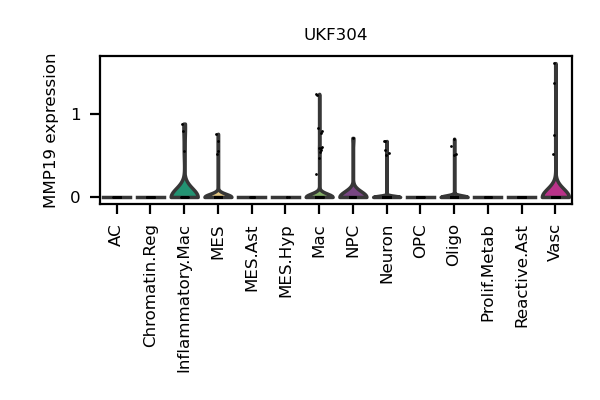 UKF304
MMP19 expression
1
0
AC
Chromatin.Reg
Inflammatory.Mac
MES
MES.Ast
MES.Hyp
Mac
NPC
Neuron
OPC
Oligo
Prolif.Metab
Reactive.Ast
Vasc